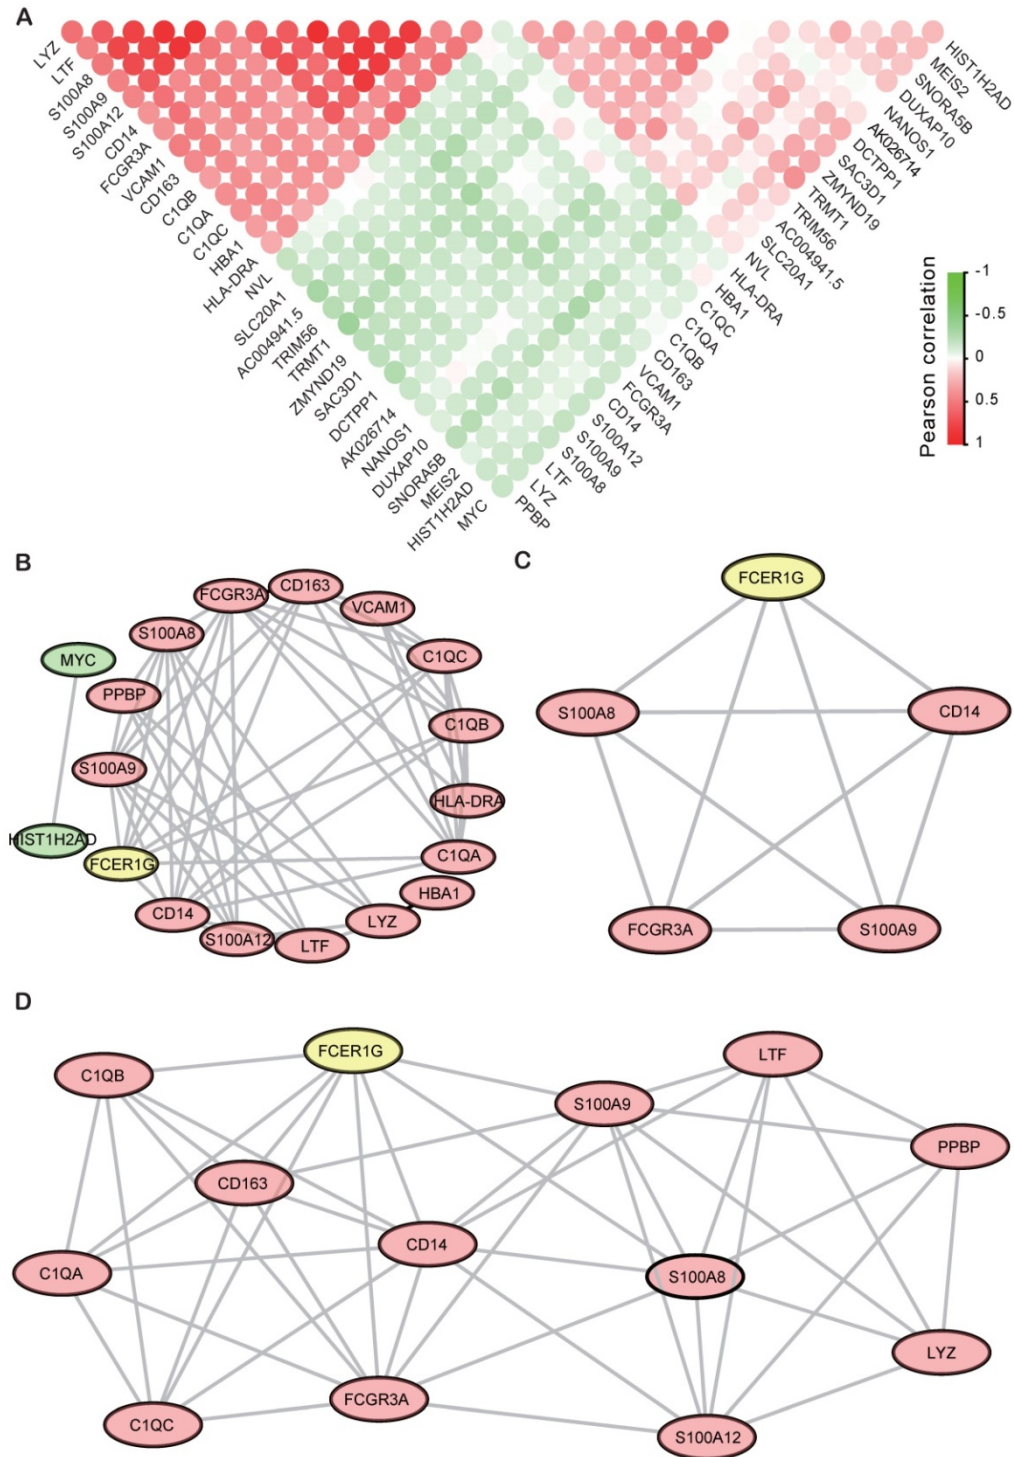 A
LYZ
LTF
S100A8
S100A9
S100A12
CD14
FCGR3A
VCAM1
CD163
C1QB
C1QA
C1QC
HBA1
HLA-DRA
NVL
SLC20A1
AC004941.5
TRIM56
TRMT1
ZMYND19
SAC3D1
DCTPP1
AK026714
NANOS1
DUXAP10
SNORA5B
MEIS2
HIST1H2AD
MYC
HIST1H2AD
MEIS2
SNORA5B
DUXAP10
NANOS1
AK026714
DCTPP1
SAC3D1
ZMYND19
TRMT1
TRIM56
AC004941.5
SLC20A1
NVL
HLA-DRA
HBA1
C1QC
C1QA
C1QB
CD163
VCAM1
FCGR3A
CD14
S100A12
S100A9
S100A8
LTF
LYZ
PPBP
Pearson correlation
-1
-0.5
0
0.5
1
B
FCGR3A
CD163
VCAM1
S100A8
C1QC
MYC
PPBP
C1QB
S100A9
HLA-DRA
HIST1H2AD
FCER1G
C1QA
HBA1
CD14
LYZ
S100A12
LTF
C
FCER1G
S100A8
CD14
FCGR3A
S100A9
D
FCER1G
LTF
C1QB
S100A9
PPBP
CD163
CD14
C1QA
S100A8
LYZ
FCGR3A
C1QC
S100A12